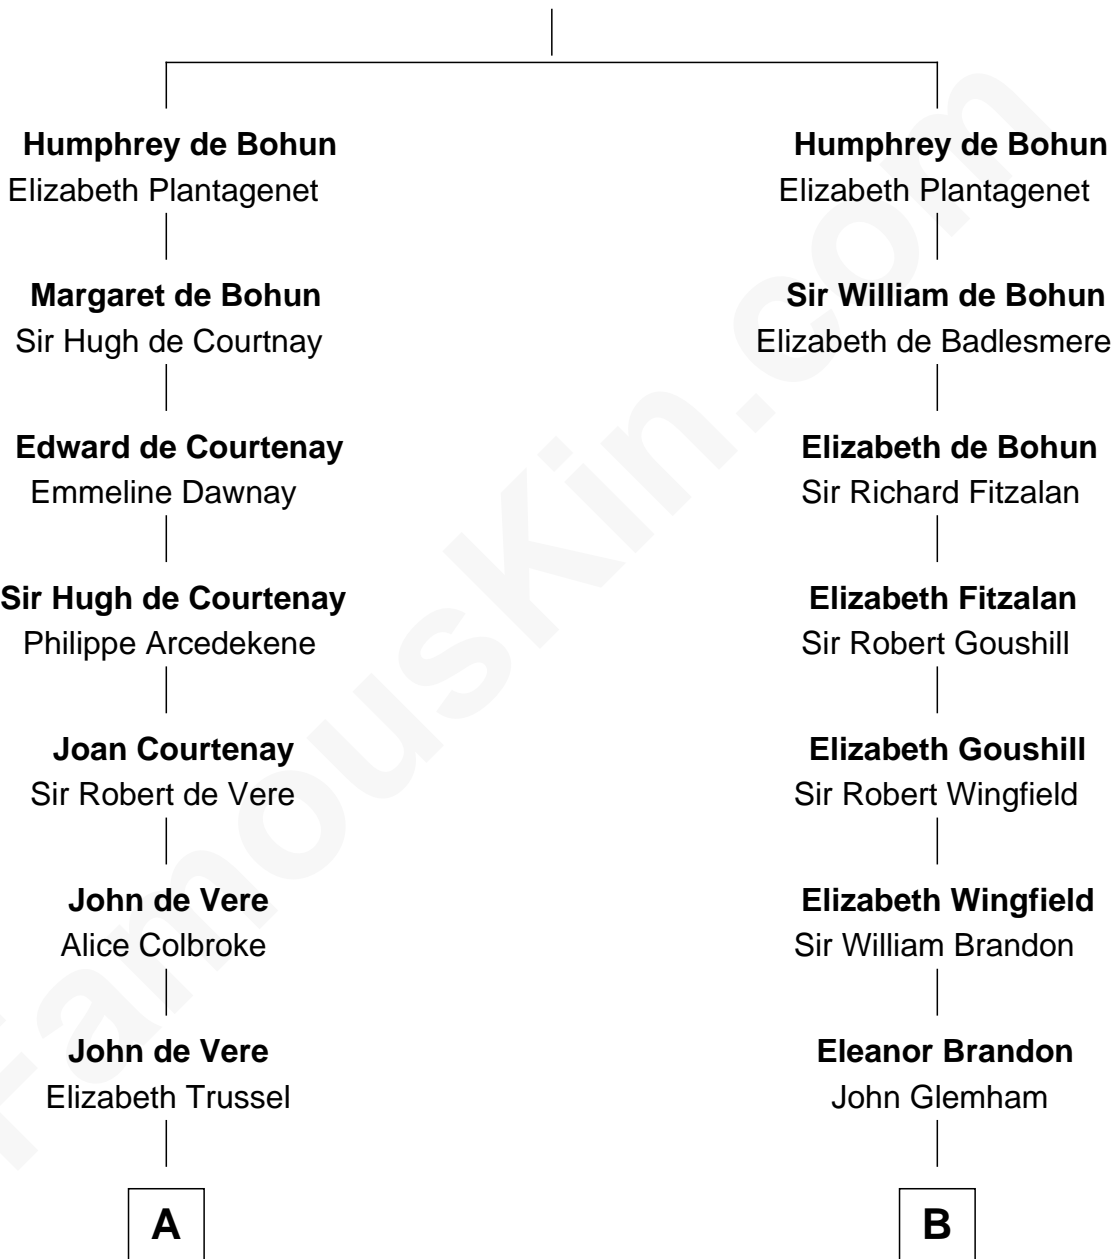 Humphrey de Bohun
Elizabeth Plantagenet
Margaret de Bohun
Sir Hugh de Courtnay
Edward de Courtenay
Emmeline Dawnay
Sir Hugh de Courtenay
Philippe Arcedekene
Joan Courtenay
Sir Robert de Vere
John de Vere
Alice Colbroke
John de Vere
Elizabeth Trussel
A
Humphrey de Bohun
Elizabeth Plantagenet
Sir William de Bohun
Elizabeth de Badlesmere
Elizabeth de Bohun
Sir Richard Fitzalan
Elizabeth Fitzalan
Sir Robert Goushill
Elizabeth Goushill
Sir Robert Wingfield
Elizabeth Wingfield
Sir William Brandon
Eleanor Brandon
John Glemham
B
FamousKin.com